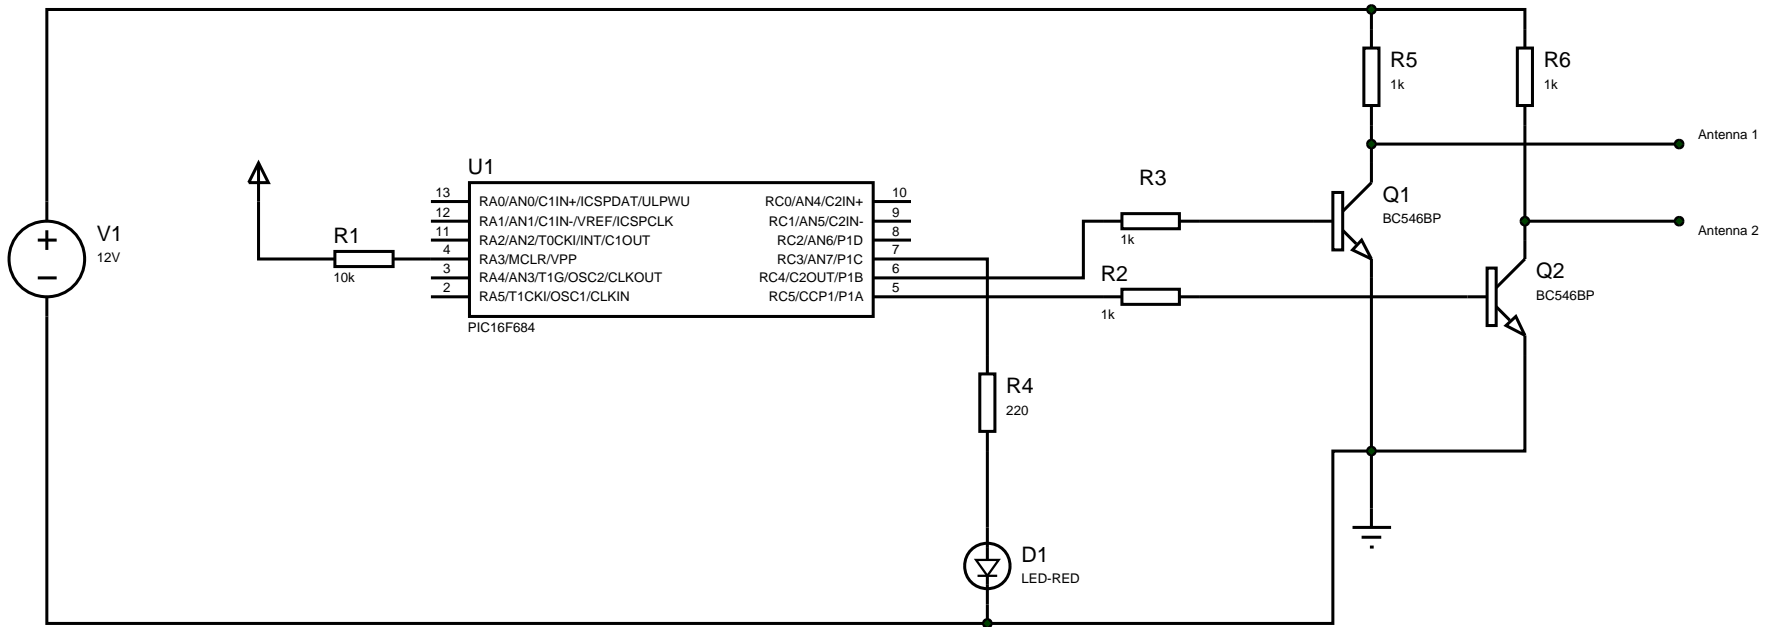 R5
1k
R6
1k
Antenna 1
U1
13 RA0/AN0/C1IN+/ICSPDAT/ULPWU RC0/AN4/C2IN+ 10
12 RA1/AN1/C1IN-/VREF/ICSPCLK RC1/AN5/C2IN- 9
11 RA2/AN2/T0CKI/INT/C1OUT RC2/AN6/P1D 8
4 RA3/MCLR/VPP RC3/AN7/P1C 7
3 RA4/AN3/T1G/OSC2/CLKOUT RC4/C2OUT/P1B 6
2 RA5/T1CKI/OSC1/CLKIN RC5/CCP1/P1A 5
PIC16F684
R3
1k
Q1
BC546BP
Antenna 2
V1
12V
R1
10k
R2
1k
Q2
BC546BP
R4
220
D1
LED-RED